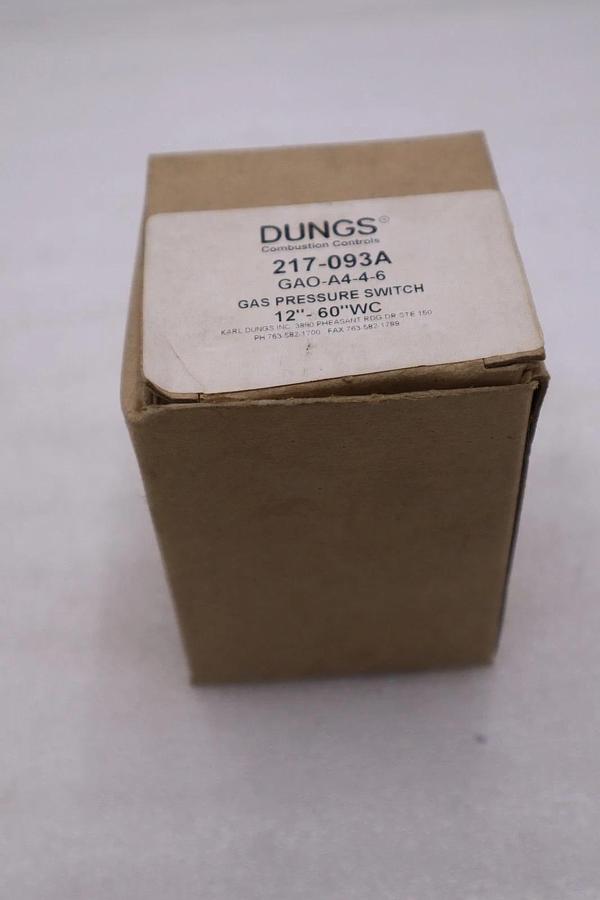 DUNGS®
Combustion Controls
217-093A
GAO-A4-4-6
GAS PRESSURE SWITCH
12"- 60"WC
KARL DUNGS INC. 3890 PHEASANT RDG DR STE 150
PH 763-582-1700 FAX 763-582-1799